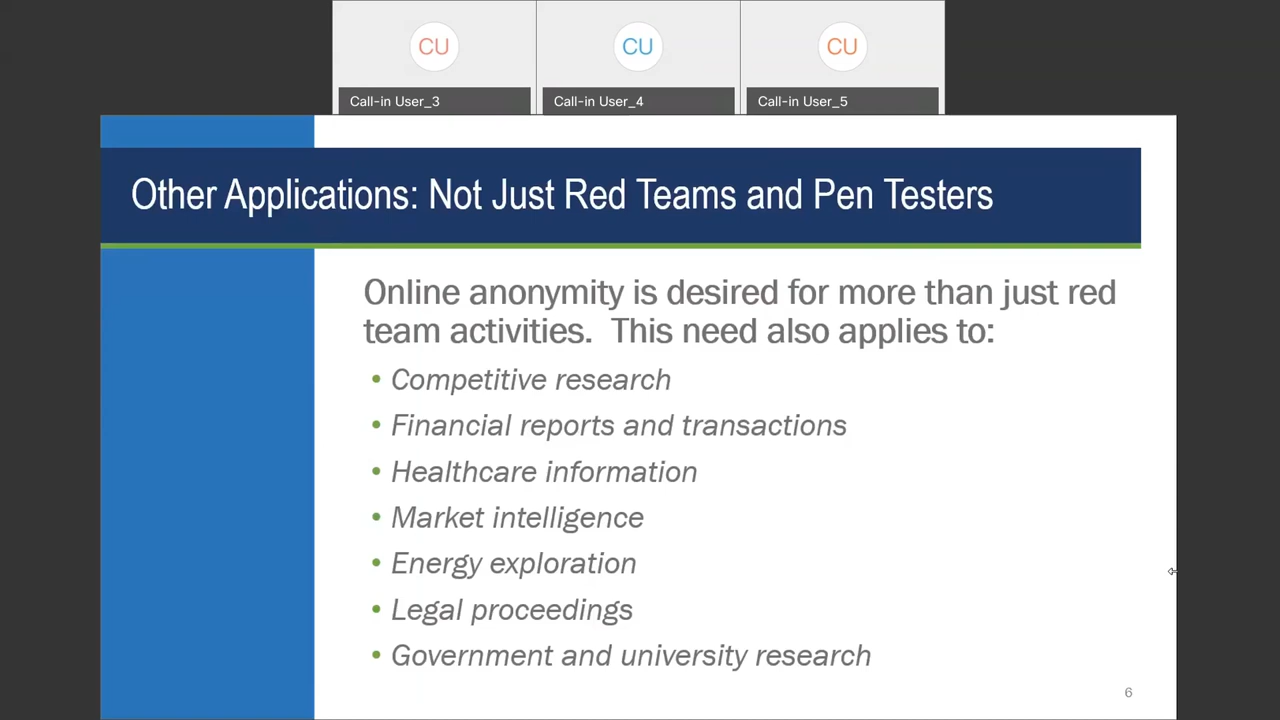 CU
CU
CU
Call-in User_3
Call-in User_4
Call-in User_5
Other Applications: Not Just Red Teams and Pen Testers
Online anonymity is desired for more than just red
team activities. This need also applies to:
• Competitive research
• Financial reports and transactions
• Healthcare information
• Market intelligence
• Energy exploration
• Legal proceedings
• Government and university research
6